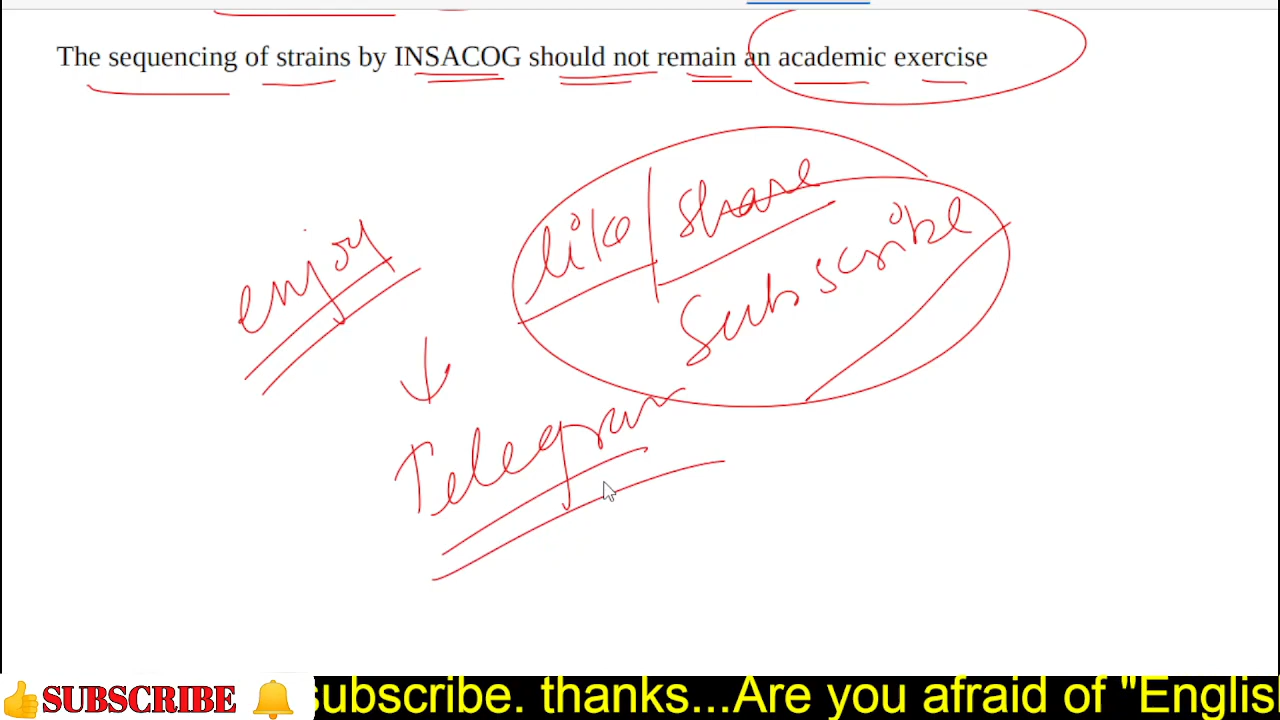 The sequencing of strains by INSACOG should not remain an academic exercise
like | share
Subscribe
enjoy
↓
Telegram
SUBSCRIBE
subscribe. thanks...Are you afraid of "Englis